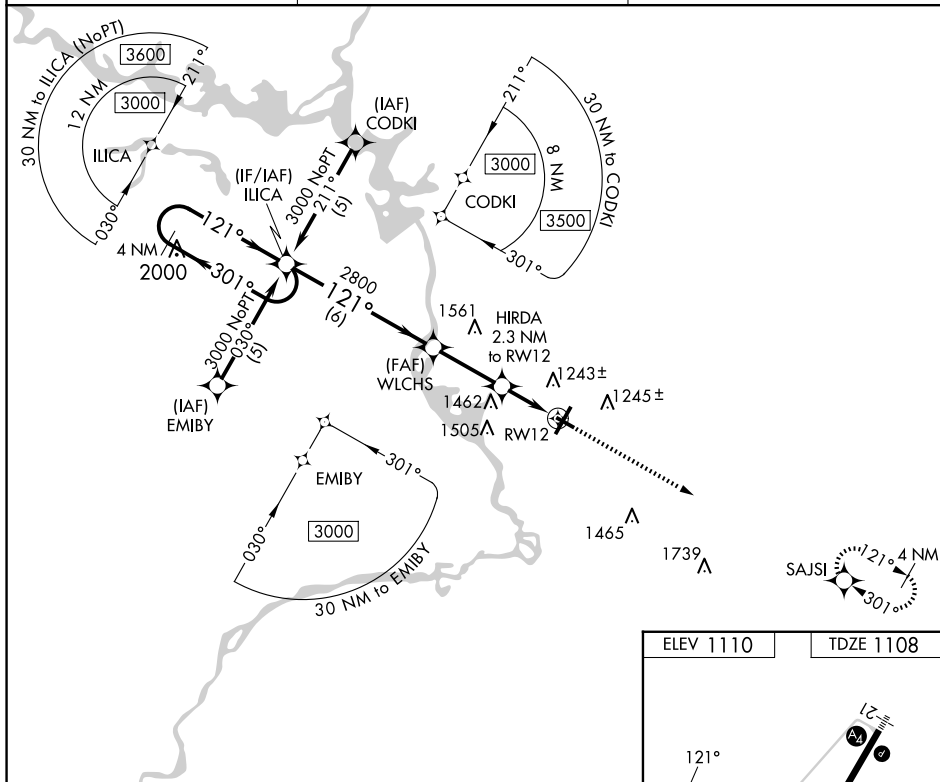 30 NM to ILICA (NoPT)
3600
211°
12 NM
3000
ILICA
030°
(IAF)
CODKI
30 NM to CODKI
211°
8 NM
3000
CODKI
3500
301°
(IF/IAF)
ILICA
3000 NoPT
211°
(5)
121°
4 NM
2000
301°
3000 NoPT
030°
(5)
(IAF)
EMIBY
2800
121°
(6)
1561
HIRDA
2.3 NM
to RW12
(FAF)
WLCHS
1243±
1462
1245±
1505
RW12
EMIBY
301°
030°
3000
30 NM to EMIBY
1465
1739
SAJSI
121°
4 NM
301°
ELEV 1110
TDZE 1108
21
A4
P
121°